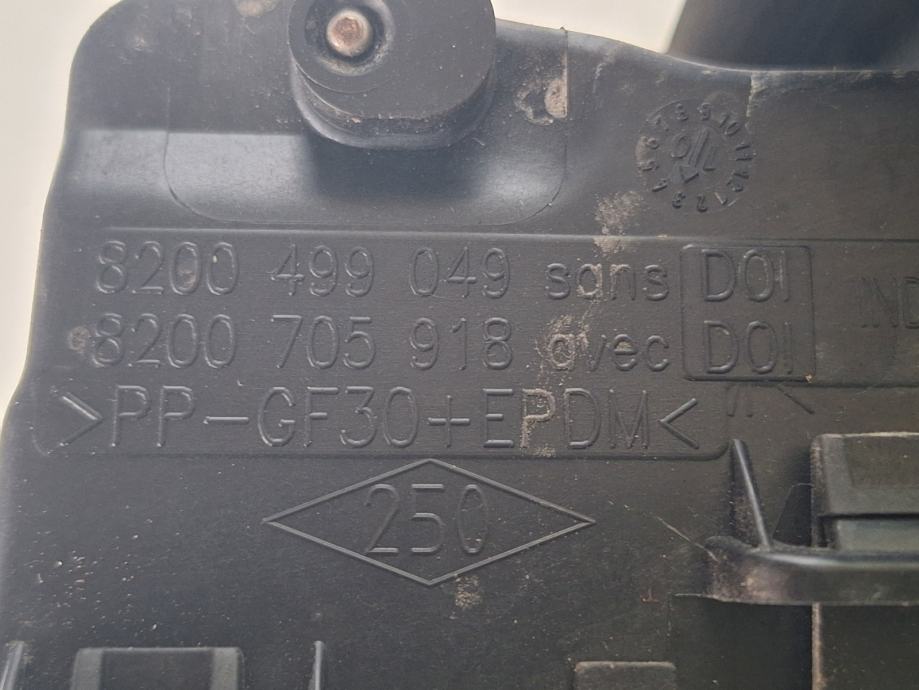 8200 499 049 sans DOI
8200 705 918 avec DOI
>PP-GF30+EPDM<
250